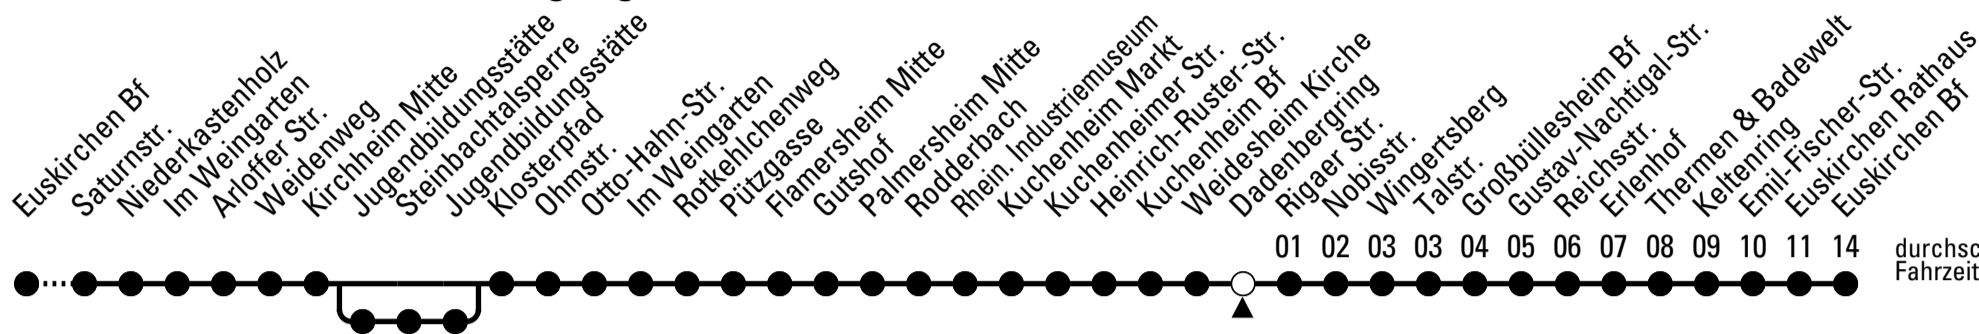 Euskirchen Bf
Saturnstr.
Niederkastenholz
Im Weingarten
Arloffer Str.
Weidenweg
Kirchheim Mitte
Jugendbildungsstätte
Steinbachtalsperre
Jugendbildungsstätte
Klosterpfad
Ohmstr.
Otto-Hahn-Str.
Im Weingarten
Rotkehlchenweg
Pützgasse
Flamersheim Mitte
Gutshof
Palmersheim Mitte
Rodderbach
Rhein. Industriemuseum
Kuchenheim Markt
Kuchenheimer Str.
Heinrich-Ruster-Str.
Kuchenheim Bf
Weidesheim Kirche
Dadenbergring
Rigaer Str.
Nobisstr.
Wingertsberg
Talstr.
Großbüllesheim Bf
Gustav-Nachtigal-Str.
Reichsstr.
Erlenhof
Thermen & Badewelt
Keltenring
Emil-Fischer-Str.
Euskirchen Rathaus
Euskirchen Bf
01 02 03 03 04 05 06 07 08 09 10 11 14
durchsc
Fahrzeit